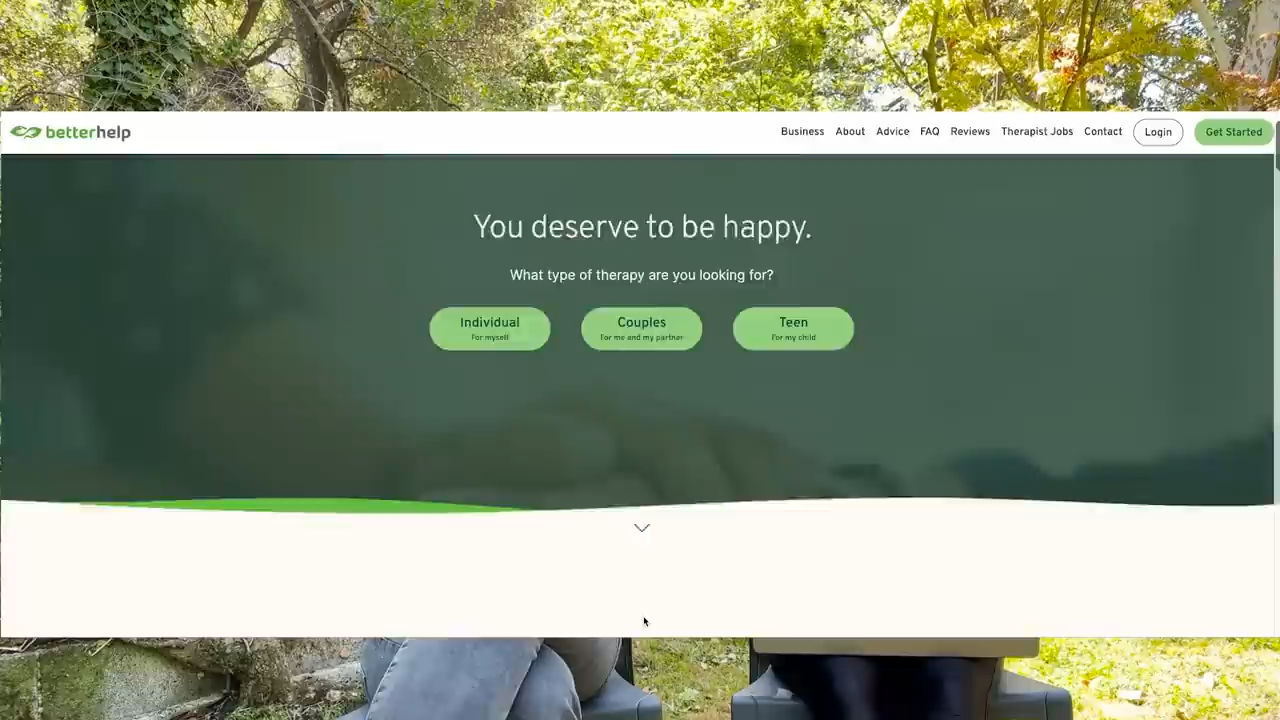 betterhelp
Business About Advice FAQ Reviews Therapist Jobs Contact Login Get Started
You deserve to be happy.
What type of therapy are you looking for?
Individual Couples Teen
For myself For me and my partner For my child